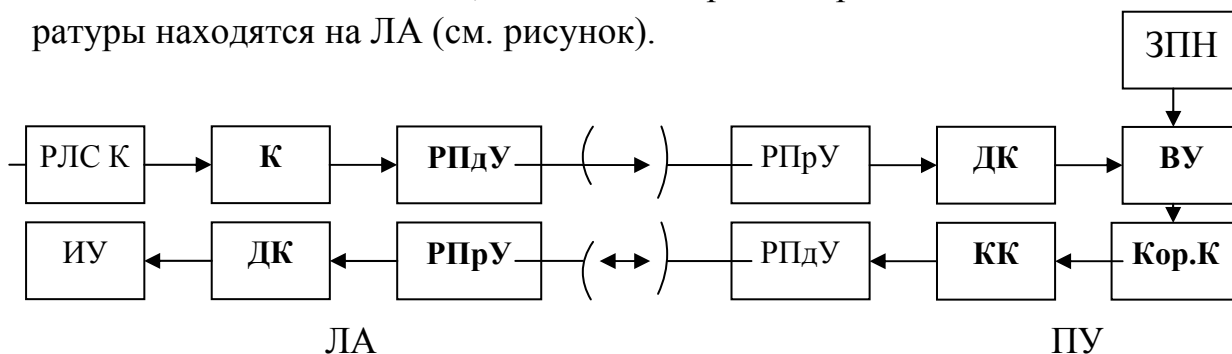 ратуры находятся на ЛА (см. рисунок).
ЗПН
РЛС К К РПдУ РПрУ ДК ВУ
ИУ ДК РПрУ РПдУ КК Кор.К
ЛА ПУ